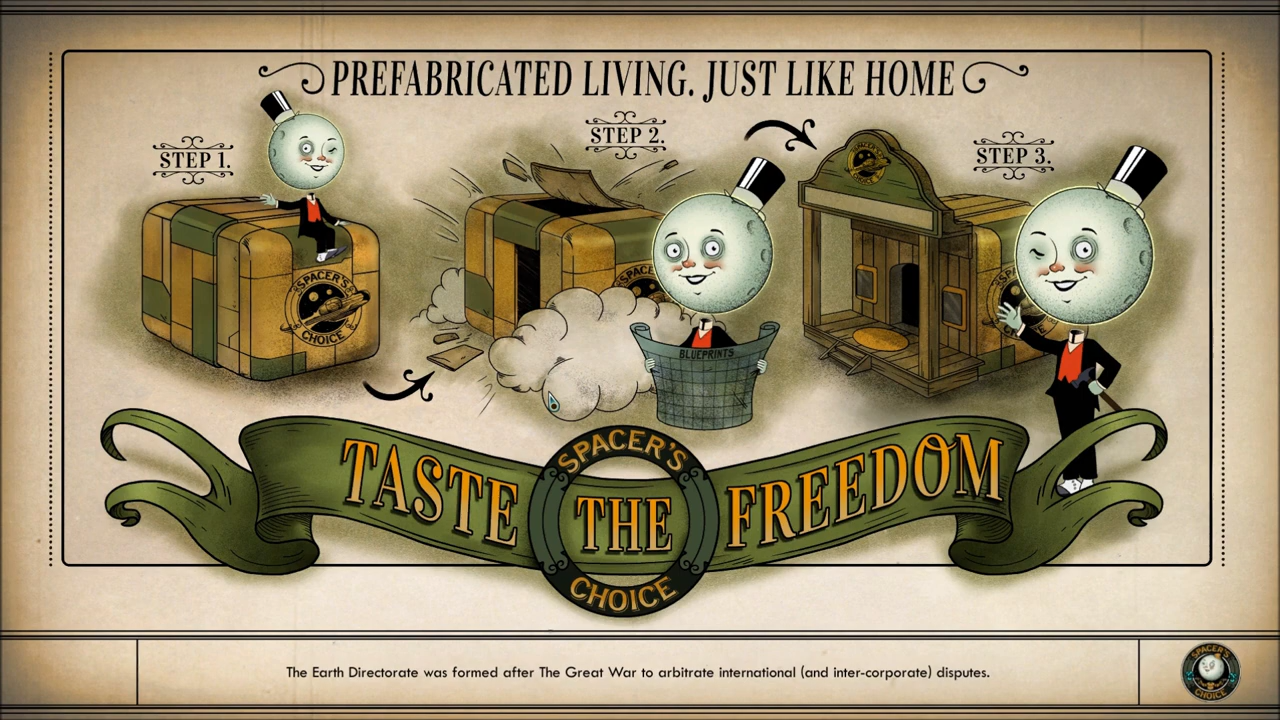 PREFABRICATED LIVING. JUST LIKE HOME
STEP 1.
STEP 2.
STEP 3.
SPACER'S
CHOICE
SPACER'S
CHOICE
SPACER'S
BLUEPRINTS
TASTE THE FREEDOM
SPACER'S
CHOICE
The Earth Directorate was formed after The Great War to arbitrate international (and inter-corporate) disputes.
SPACER'S
CHOICE